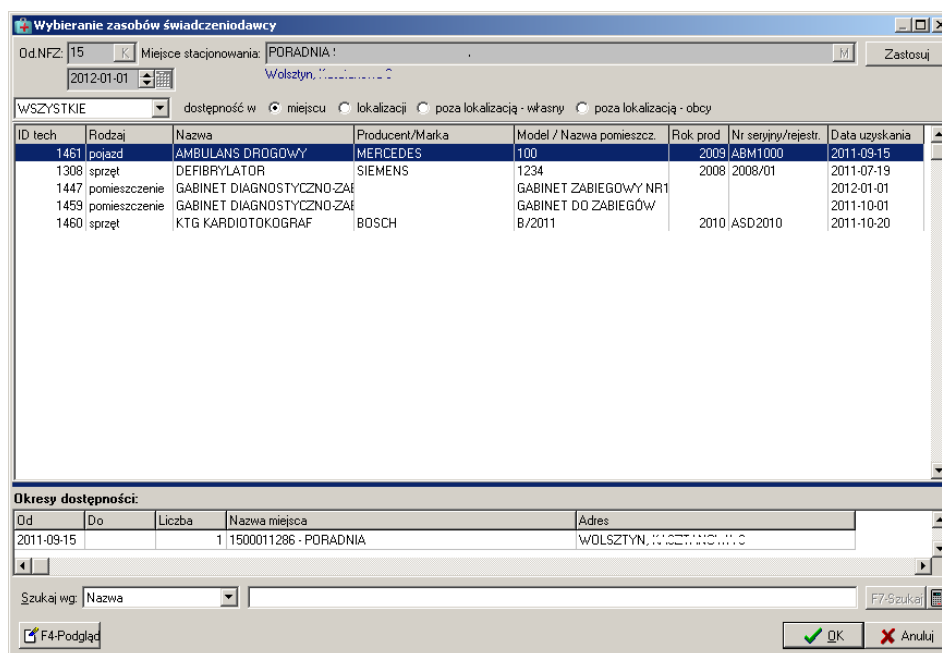 Wybieranie zasobów świadczeniodawcy
Od.NFZ: 15 K Miejsce stacjonowania: PORADNIA M Zastosuj
2012-01-01 Wolsztyn,
WSZYSTKIE dostępność w miejscu lokalizacji poza lokalizacją - własny poza lokalizacją - obcy
ID tech Rodzaj Nazwa Producent/Marka Model / Nazwa pomieszcz. Rok prod Nr seryjny/rejestr. Data uzyskania
1461 pojazd AMBULANS DROGOWY MERCEDES 100 2009 ABM1000 2011-09-15
1308 sprzęt DEFIBRYLATOR SIEMENS 1234 2008 2008/01 2011-07-19
1447 pomieszczenie GABINET DIAGNOSTYCZNO-ZAB GABINET ZABIEGOWY NR1 2012-01-01
1459 pomieszczenie GABINET DIAGNOSTYCZNO-ZAB GABINET DO ZABIEGÓW 2011-10-01
1460 sprzęt KTG KARDIOTOKOGRAF BOSCH B/2011 2010 ASD2010 2011-10-20
Okresy dostępności:
Od Do Liczba Nazwa miejsca Adres
2011-09-15 1 1500011286 - PORADNIA WOLSZTYN,
Szukaj wg: Nazwa F7-Szukaj
F4-Podgląd OK Anuluj